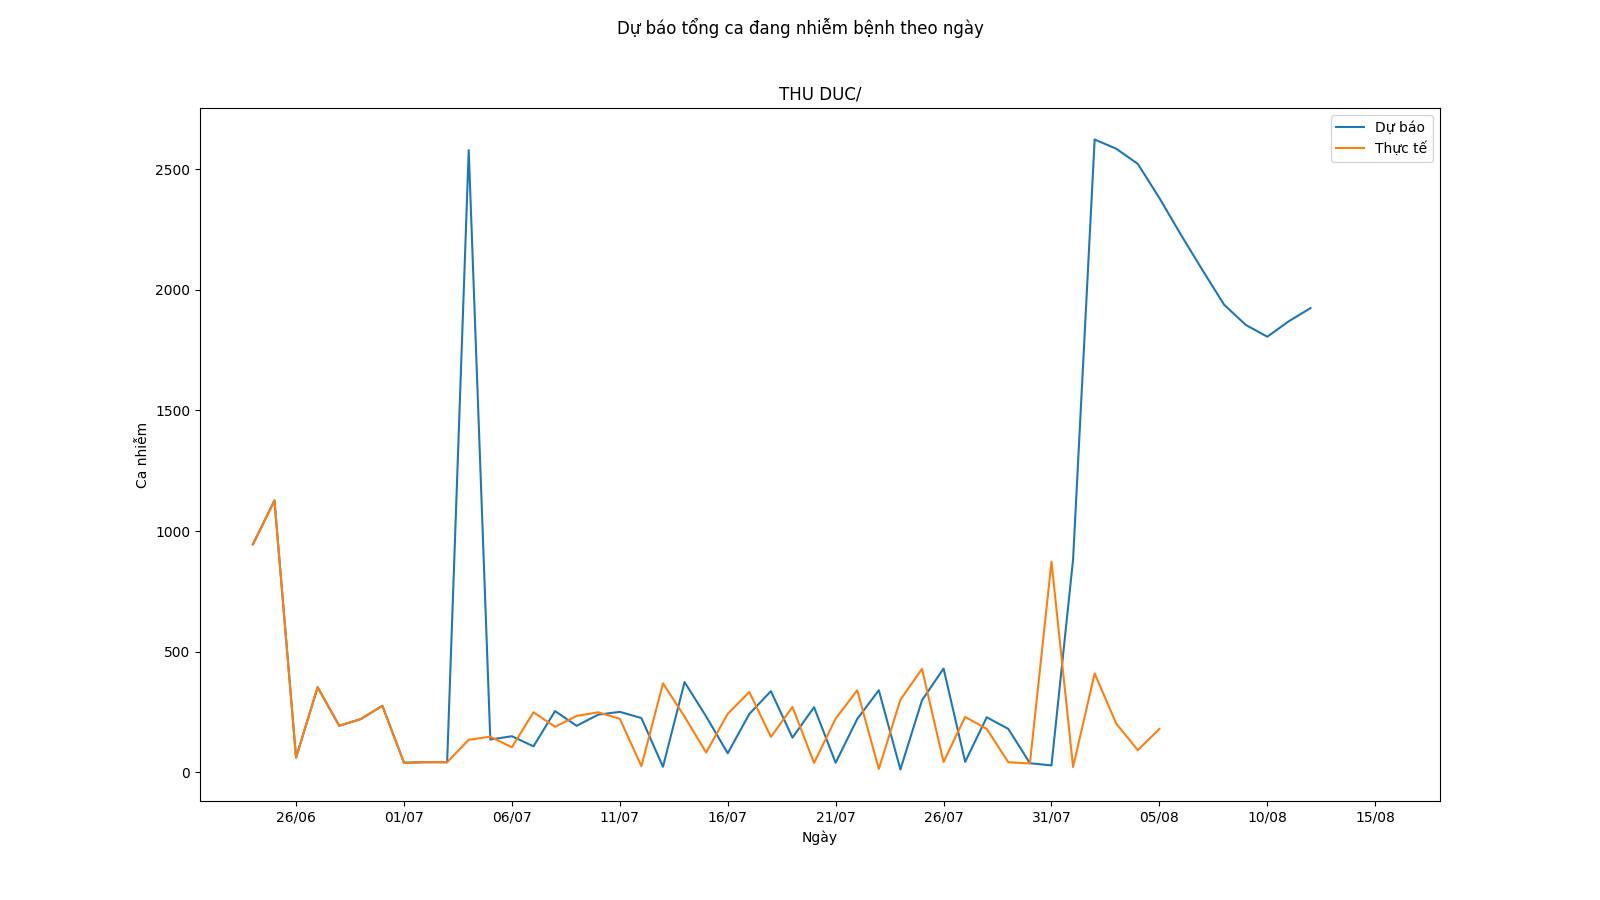 Dự báo tổng ca đang nhiễm bệnh theo ngày
THU DUC/
Dự báo
Thực tế
2500
2000
1500
1000
500
0
Ca nhiễm
26/06 01/07 06/07 11/07 16/07 21/07 26/07 31/07 05/08 10/08 15/08
Ngày